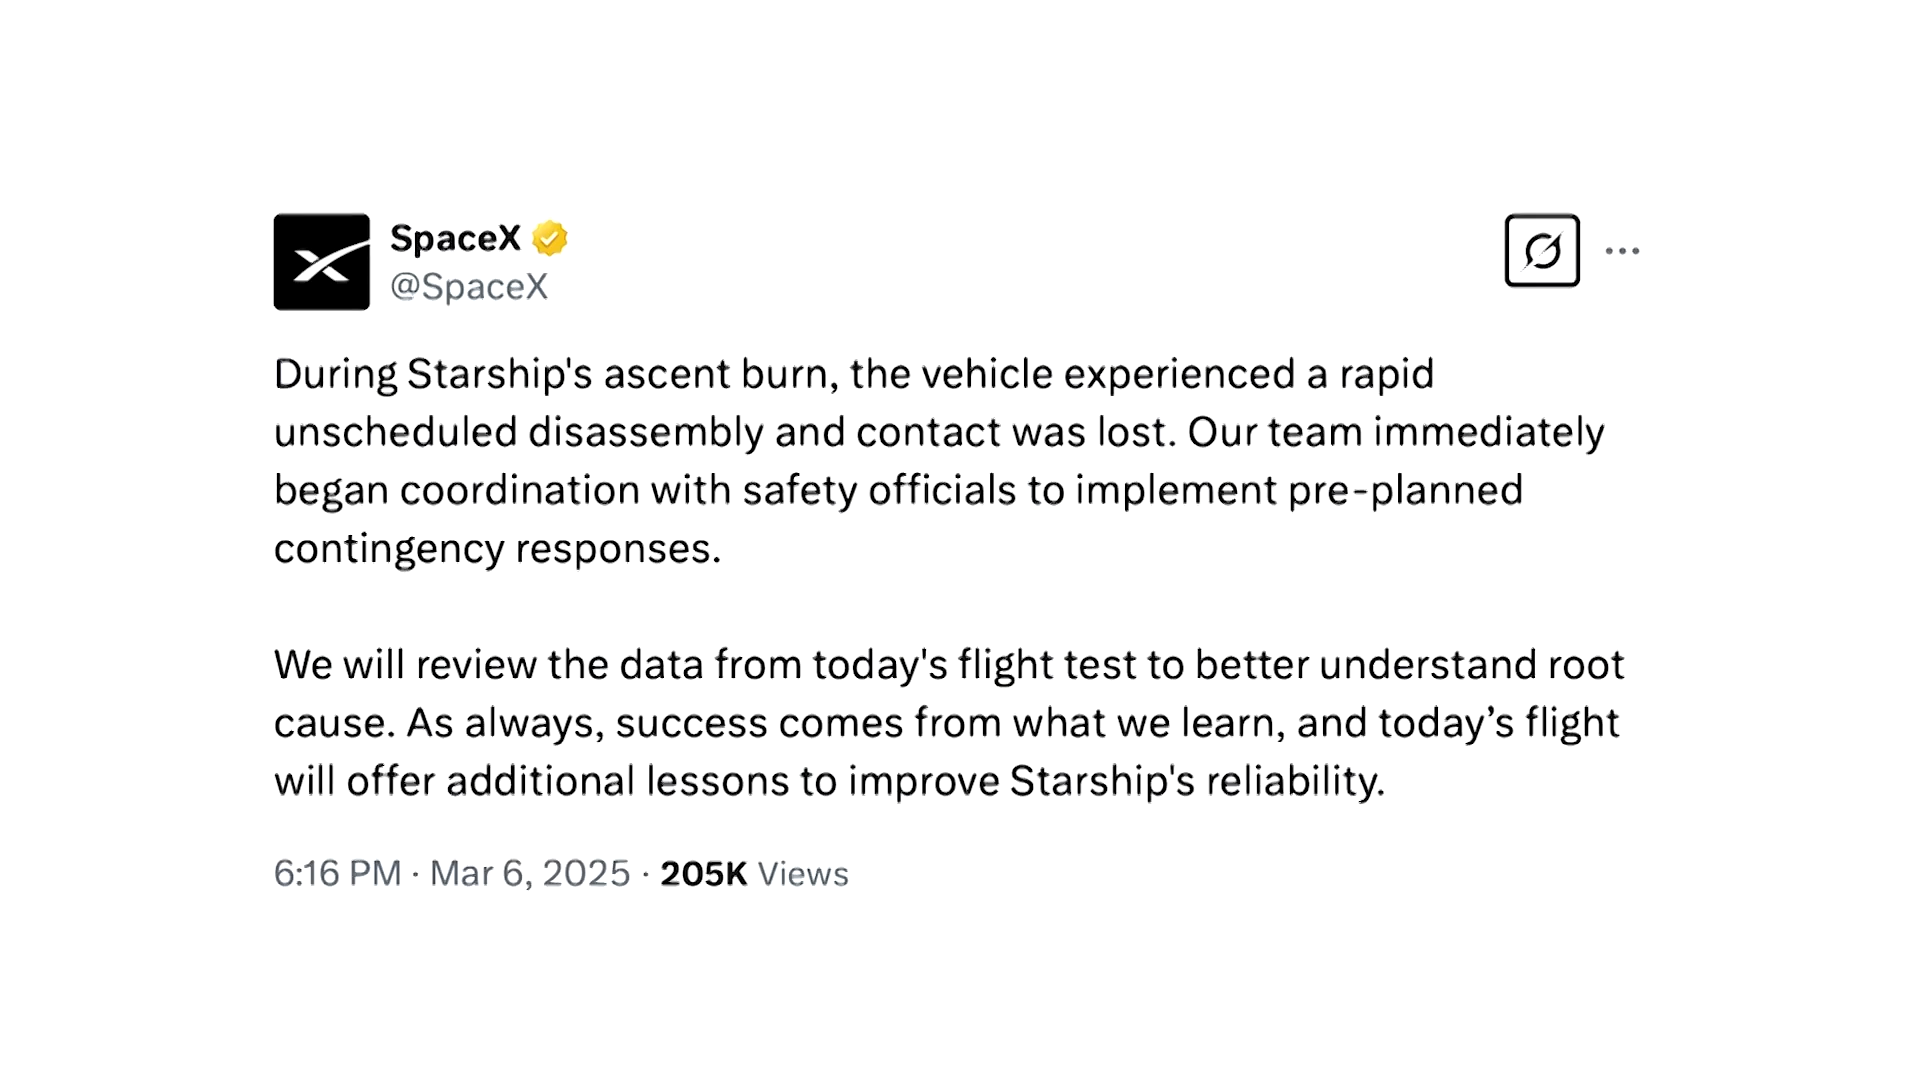 SpaceX
@SpaceX
During Starship's ascent burn, the vehicle experienced a rapid
unscheduled disassembly and contact was lost. Our team immediately
began coordination with safety officials to implement pre-planned
contingency responses.
We will review the data from today's flight test to better understand root
cause. As always, success comes from what we learn, and today’s flight
will offer additional lessons to improve Starship's reliability.
6:16 PM · Mar 6, 2025 · 205K Views